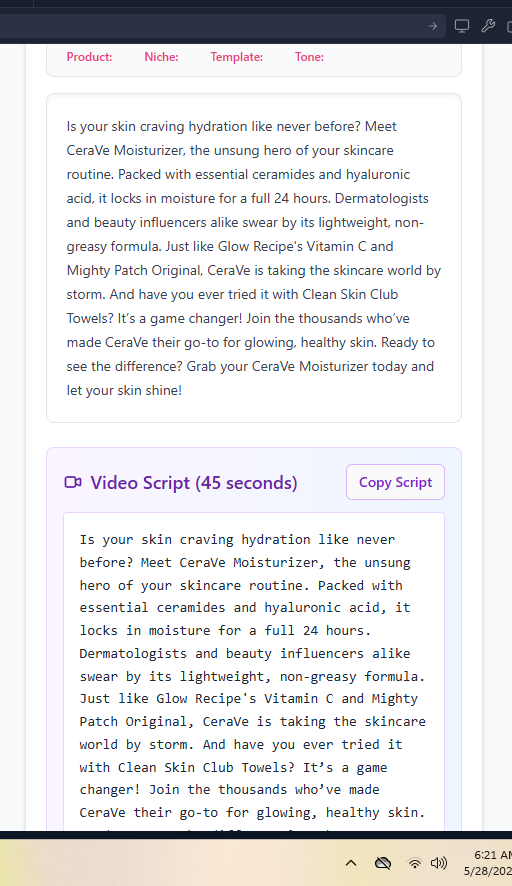 Product: Niche: Template: Tone:
Is your skin craving hydration like never before? Meet
CeraVe Moisturizer, the unsung hero of your skincare
routine. Packed with essential ceramides and hyaluronic
acid, it locks in moisture for a full 24 hours. Dermatologists
and beauty influencers alike swear by its lightweight, non-
greasy formula. Just like Glow Recipe's Vitamin C and
Mighty Patch Original, CeraVe is taking the skincare world by
storm. And have you ever tried it with Clean Skin Club
Towels? It’s a game changer! Join the thousands who’ve
made CeraVe their go-to for glowing, healthy skin. Ready to
see the difference? Grab your CeraVe Moisturizer today and
let your skin shine!
Video Script (45 seconds)
Copy Script
Is your skin craving hydration like never
before? Meet CeraVe Moisturizer, the unsung
hero of your skincare routine. Packed with
essential ceramides and hyaluronic acid, it
locks in moisture for a full 24 hours.
Dermatologists and beauty influencers alike
swear by its lightweight, non-greasy formula.
Just like Glow Recipe's Vitamin C and Mighty
Patch Original, CeraVe is taking the skincare
world by storm. And have you ever tried it
with Clean Skin Club Towels? It’s a game
changer! Join the thousands who’ve made
CeraVe their go-to for glowing, healthy skin.
6:21 AM
5/28/202